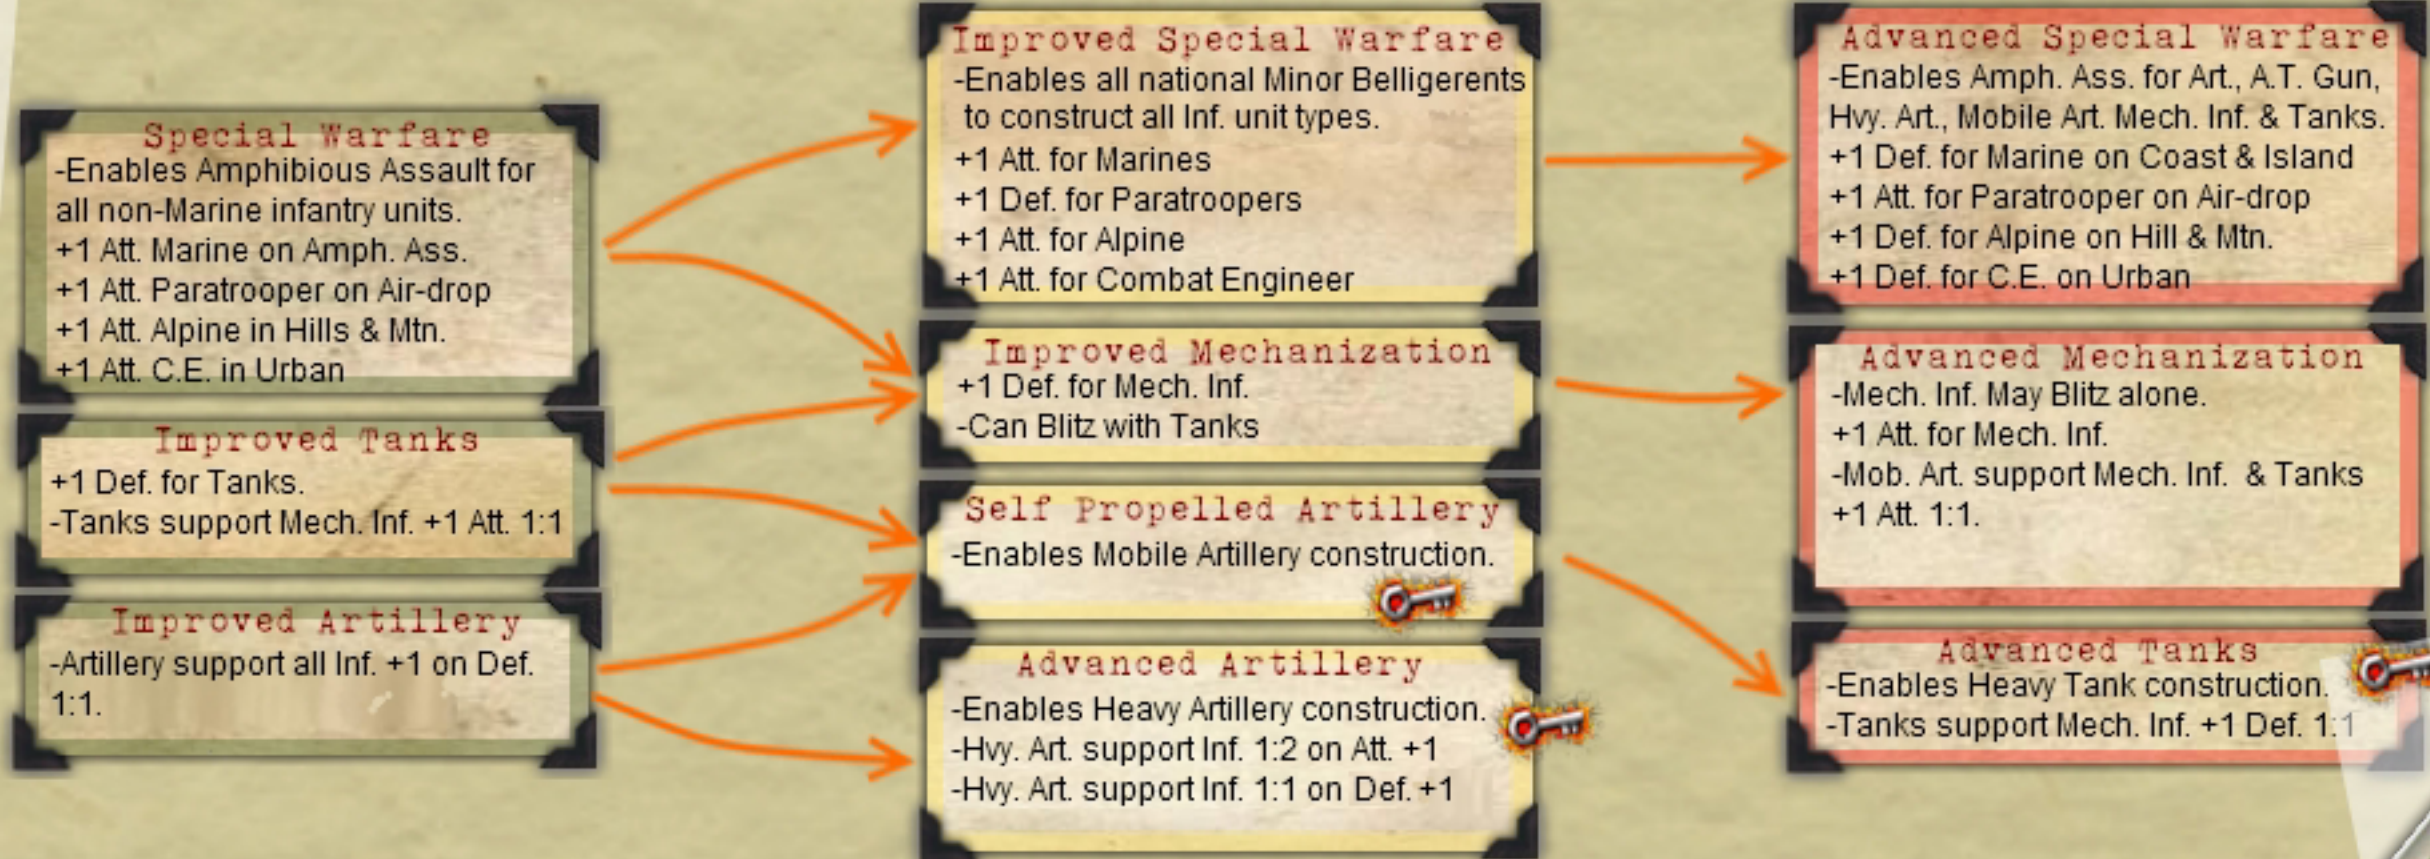 Special Warfare
-Enables Amphibious Assault for
all non-Marine infantry units.
+1 Att. Marine on Amph. Ass.
+1 Att. Paratrooper on Air-drop
+1 Att. Alpine in Hills & Mtn.
+1 Att. C.E. in Urban
Improved Tanks
+1 Def. for Tanks.
-Tanks support Mech. Inf. +1 Att. 1:1
Improved Artillery
-Artillery support all Inf. +1 on Def.
1:1.
Improved Special Warfare
-Enables all national Minor Belligerents
to construct all Inf. unit types.
+1 Att. for Marines
+1 Def. for Paratroopers
+1 Att. for Alpine
+1 Att. for Combat Engineer
Improved Mechanization
+1 Def. for Mech. Inf.
-Can Blitz with Tanks
Self Propelled Artillery
-Enables Mobile Artillery construction.
Advanced Artillery
-Enables Heavy Artillery construction.
-Hvy. Art. support Inf. 1:2 on Att. +1
-Hvy. Art. support Inf. 1:1 on Def. +1
Advanced Special Warfare
-Enables Amph. Ass. for Art., A.T. Gun,
Hvy. Art., Mobile Art. Mech. Inf. & Tanks.
+1 Def. for Marine on Coast & Island
+1 Att. for Paratrooper on Air-drop
+1 Def. for Alpine on Hill & Mtn.
+1 Def. for C.E. on Urban
Advanced Mechanization
-Mech. Inf. May Blitz alone.
+1 Att. for Mech. Inf.
-Mob. Art. support Mech. Inf. & Tanks
+1 Att. 1:1.
Advanced Tanks
-Enables Heavy Tank construction.
-Tanks support Mech. Inf. +1 Def. 1:1